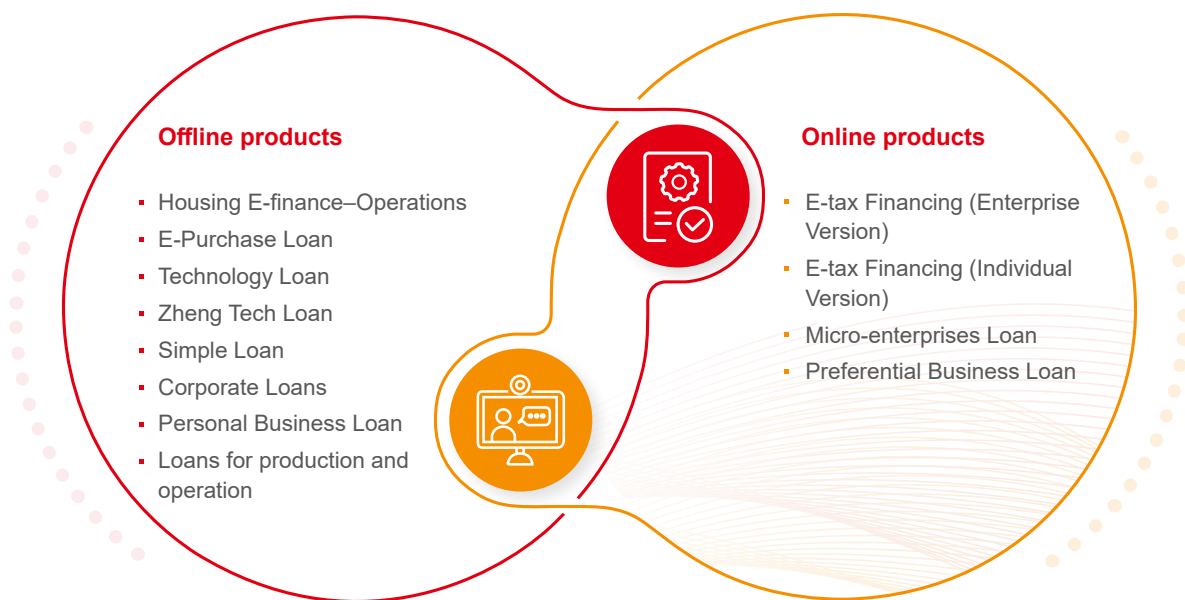 Offline products
Housing E-finance–Operations
E-Purchase Loan
Technology Loan
Zheng Tech Loan
Simple Loan
Corporate Loans
Personal Business Loan
Loans for production and
operation
Online products
E-tax Financing (Enterprise
Version)
E-tax Financing (Individual
Version)
Micro-enterprises Loan
Preferential Business Loan